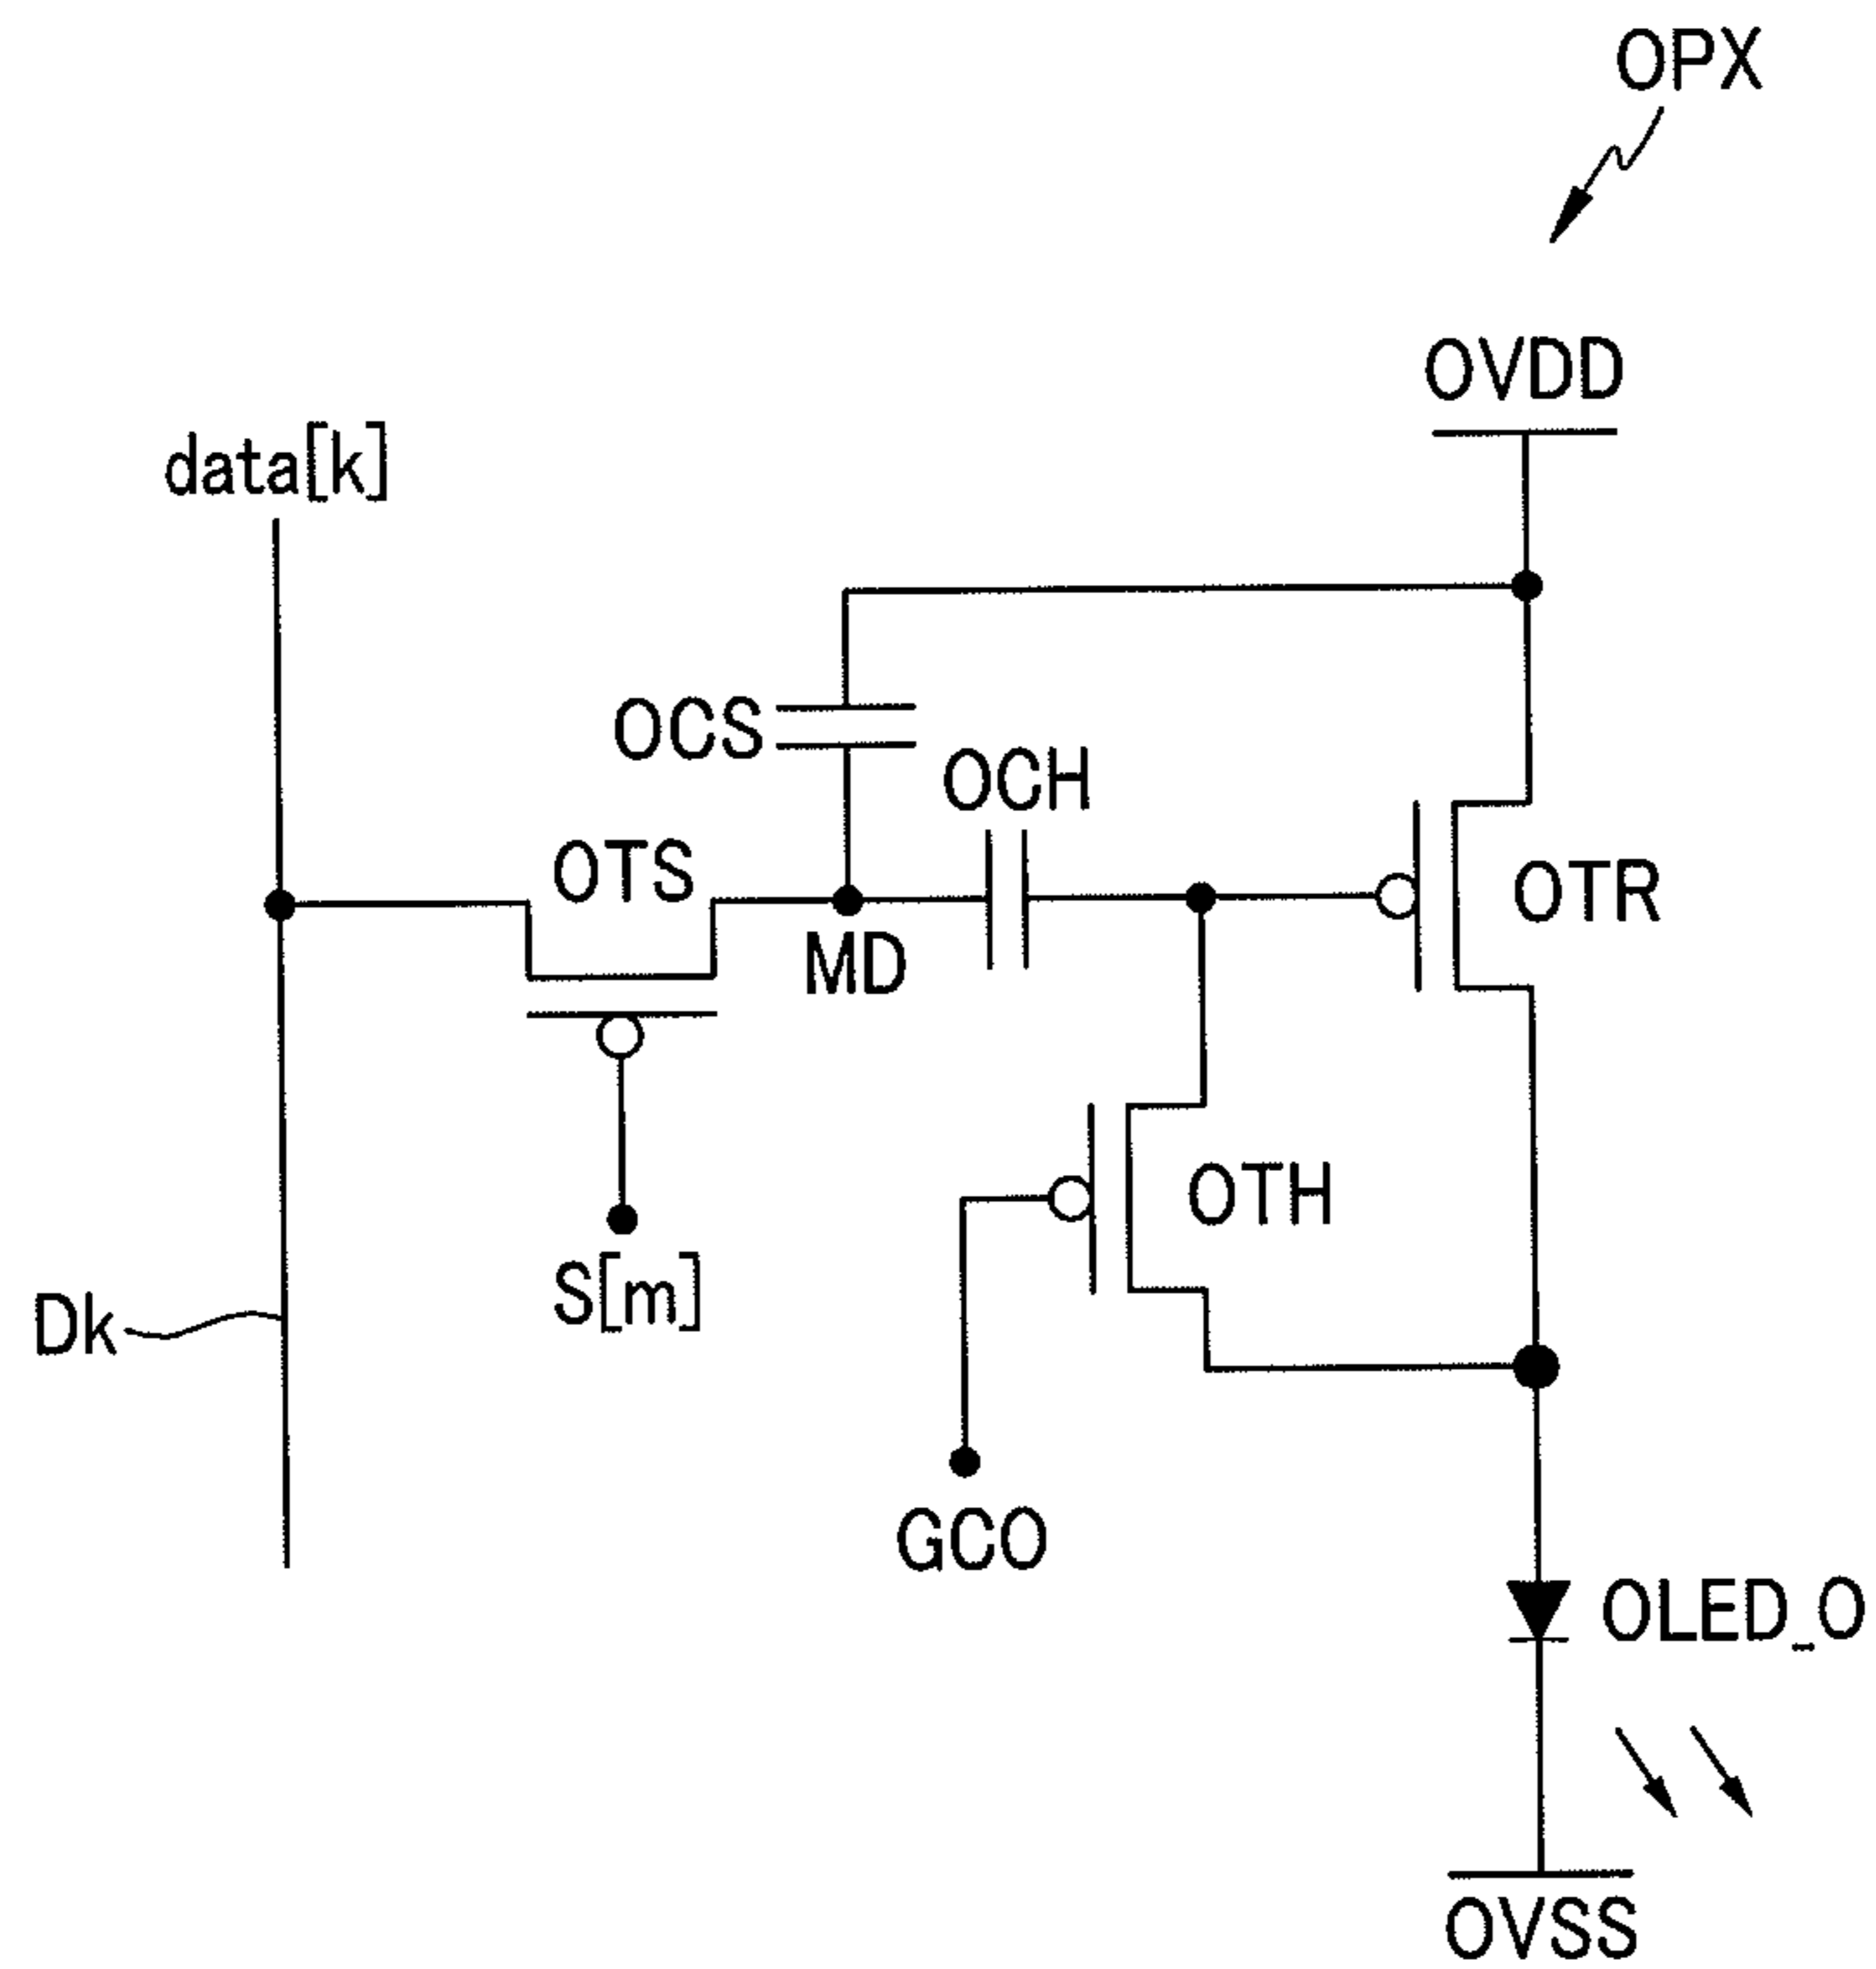 OPX
OVDD
data[k]
OCS
OCH
OTS
OTR
MD
OTH
S[m]
Dk
GCO
OLED_O
OVSS